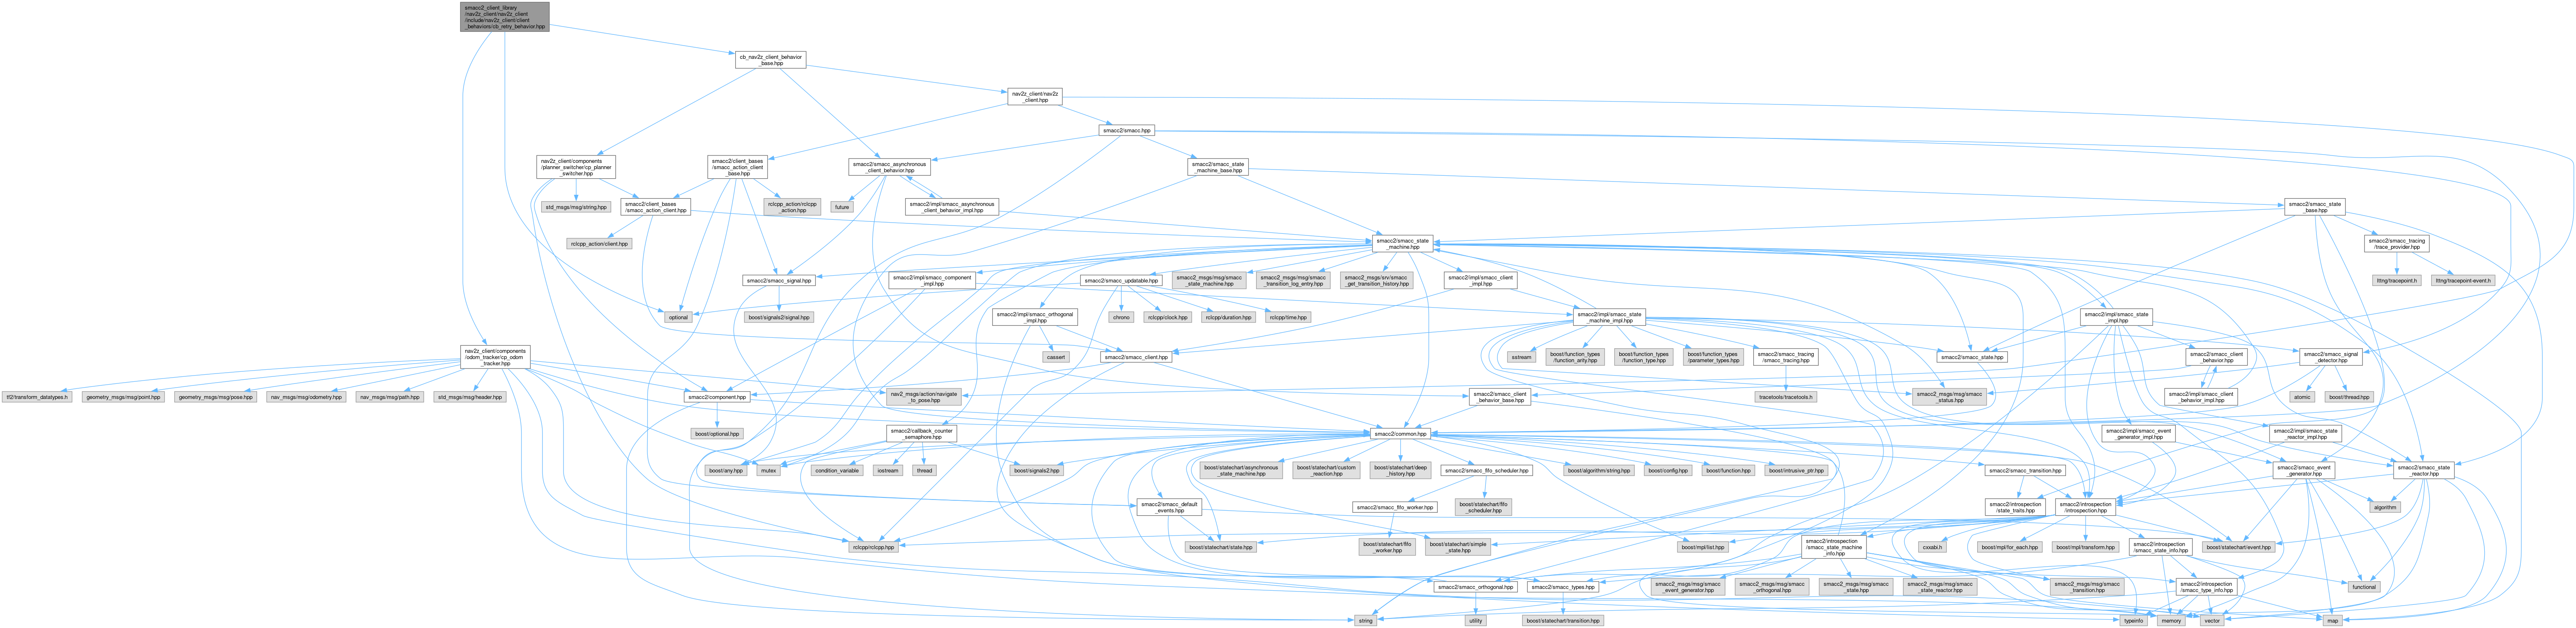 smacc2_client_library
/nav2z_client/nav2z_client
/include/nav2z_client/client
_behaviors/cb_retry_behavior.hpp
cb_nav2z_client_behavior
_base.hpp
nav2z_client/nav2z
_client.hpp
smacc2/smacc.hpp
nav2z_client/components
/planner_switcher/cp_planner
_switcher.hpp
smacc2/client_bases
/smacc_action_client
_base.hpp
smacc2/smacc_asynchronous
_client_behavior.hpp
smacc2/smacc_state
_machine_base.hpp
std_msgs/msg/string.hpp
smacc2/client_bases
/smacc_action_client.hpp
rclcpp_action/rclcpp
_action.hpp
future
smacc2/impl/smacc_asynchronous
_client_behavior_impl.hpp
smacc2/smacc_state
_base.hpp
rclcpp_action/client.hpp
smacc2/smacc_state
_machine.hpp
smacc2/smacc_tracing
/trace_provider.hpp
smacc2/smacc_signal.hpp
smacc2/impl/smacc_component
_impl.hpp
smacc2/smacc_updatable.hpp
smacc2_msgs/msg/smacc
_state_machine.hpp
smacc2_msgs/msg/smacc
_transition_log_entry.hpp
smacc2_msgs/srv/smacc
_get_transition_history.hpp
smacc2/impl/smacc_client
_impl.hpp
lttng/tracepoint.h
lttng/tracepoint-event.h
optional
boost/signals2/signal.hpp
smacc2/impl/smacc_orthogonal
_impl.hpp
chrono
rclcpp/clock.hpp
rclcpp/duration.hpp
rclcpp/time.hpp
smacc2/impl/smacc_state
_machine_impl.hpp
smacc2/impl/smacc_state
_impl.hpp
nav2z_client/components
/odom_tracker/cp_odom
_tracker.hpp
cassert
smacc2/smacc_client.hpp
sstream
boost/function_types
/function_arity.hpp
boost/function_types
/function_type.hpp
boost/function_types
/parameter_types.hpp
smacc2/smacc_tracing
/smacc_tracing.hpp
smacc2/smacc_state.hpp
smacc2/smacc_client
_behavior.hpp
smacc2/smacc_signal
_detector.hpp
tf2/transform_datatypes.h
geometry_msgs/msg/point.hpp
geometry_msgs/msg/pose.hpp
nav_msgs/msg/odometry.hpp
nav_msgs/msg/path.hpp
std_msgs/msg/header.hpp
smacc2/component.hpp
nav2_msgs/action/navigate
_to_pose.hpp
smacc2/smacc_client
_behavior_base.hpp
tracetools/tracetools.h
smacc2_msgs/msg/smacc
_status.hpp
smacc2/impl/smacc_client
_behavior_impl.hpp
atomic
boost/thread.hpp
boost/optional.hpp
smacc2/callback_counter
_semaphore.hpp
smacc2/common.hpp
smacc2/impl/smacc_event
_generator_impl.hpp
smacc2/impl/smacc_state
_reactor_impl.hpp
boost/any.hpp
mutex
condition_variable
iostream
thread
boost/signals2.hpp
boost/statechart/asynchronous
_state_machine.hpp
boost/statechart/custom
_reaction.hpp
boost/statechart/deep
_history.hpp
smacc2/smacc_fifo_scheduler.hpp
boost/algorithm/string.hpp
boost/config.hpp
boost/function.hpp
boost/intrusive_ptr.hpp
smacc2/smacc_transition.hpp
smacc2/smacc_event
_generator.hpp
smacc2/smacc_state
_reactor.hpp
smacc2/smacc_default
_events.hpp
smacc2/smacc_fifo_worker.hpp
boost/statechart/fifo
_scheduler.hpp
smacc2/introspection
/state_traits.hpp
smacc2/introspection
/introspection.hpp
algorithm
rclcpp/rclcpp.hpp
boost/statechart/state.hpp
boost/statechart/fifo
_worker.hpp
boost/statechart/simple
_state.hpp
boost/mpl/list.hpp
smacc2/introspection
/smacc_state_machine
_info.hpp
cxxabi.h
boost/mpl/for_each.hpp
boost/mpl/transform.hpp
smacc2/introspection
/smacc_state_info.hpp
boost/statechart/event.hpp
smacc2/smacc_orthogonal.hpp
smacc2/smacc_types.hpp
smacc2_msgs/msg/smacc
_event_generator.hpp
smacc2_msgs/msg/smacc
_orthogonal.hpp
smacc2_msgs/msg/smacc
_state.hpp
smacc2_msgs/msg/smacc
_state_reactor.hpp
smacc2_msgs/msg/smacc
_transition.hpp
smacc2/introspection
/smacc_type_info.hpp
functional
string
utility
boost/statechart/transition.hpp
typeinfo
memory
vector
map